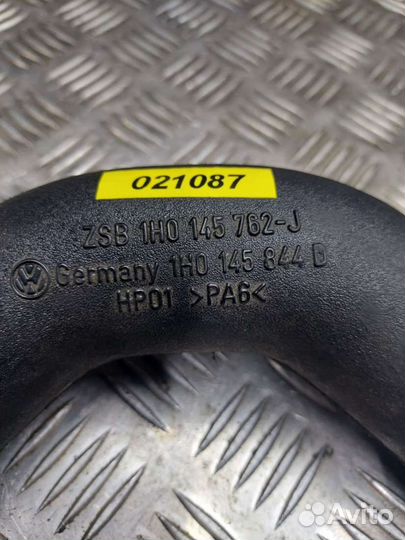 021087
ZSB 1H0 145 762-J
Germany 1H0 145 844 D
HP01 >PA6<
Avito